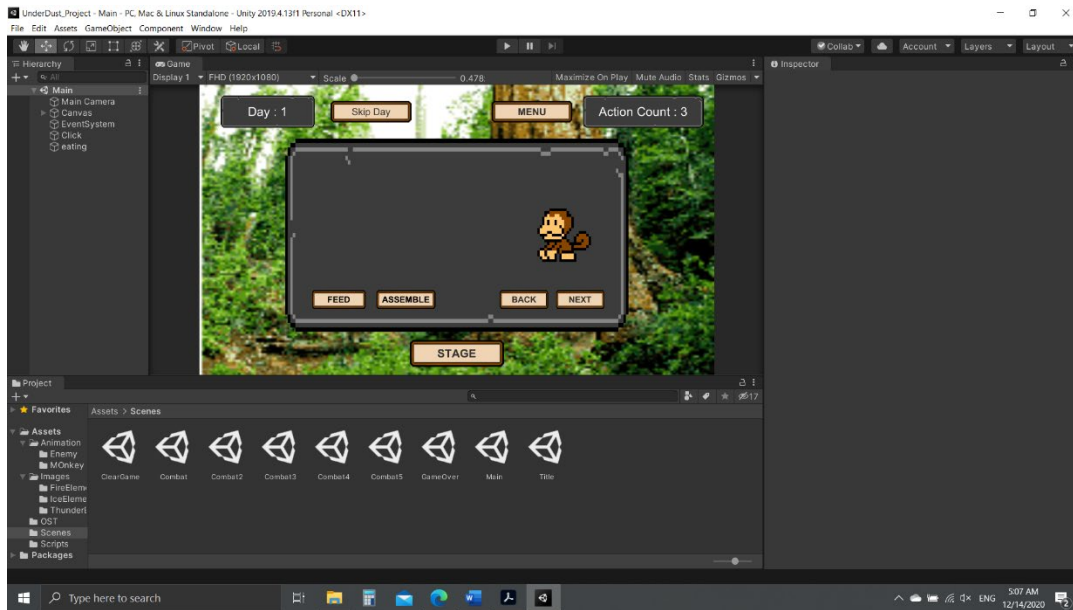 UnderDust_Project - Main - PC, Mac & Linux Standalone - Unity 2019.4.13f1 Personal <DX11>
File Edit Assets GameObject Component Window Help
Pivot Local Collab Account Layers Layout
Hierarchy Game Inspector
All Display 1 FHD (1920x1080) Scale 0.478: Maximize On Play Mute Audio Stats Gizmos
Main
Main Camera
Canvas
EventSystem
Click
eating
Day : 1 Skip Day MENU Action Count : 3
FEED ASSEMBLE BACK NEXT
STAGE
Project
17
Favorites
Assets > Scenes
Assets
Animation
Enemy
MOnkey
Images
FireElem
IceEleme
Thunder
OST
Scenes
Scripts
Packages
ClearGame Combat Combat2 Combat3 Combat4 Combat5 GameOver Main Title
Type here to search
ENG 5:07 AM
12/14/2020
2